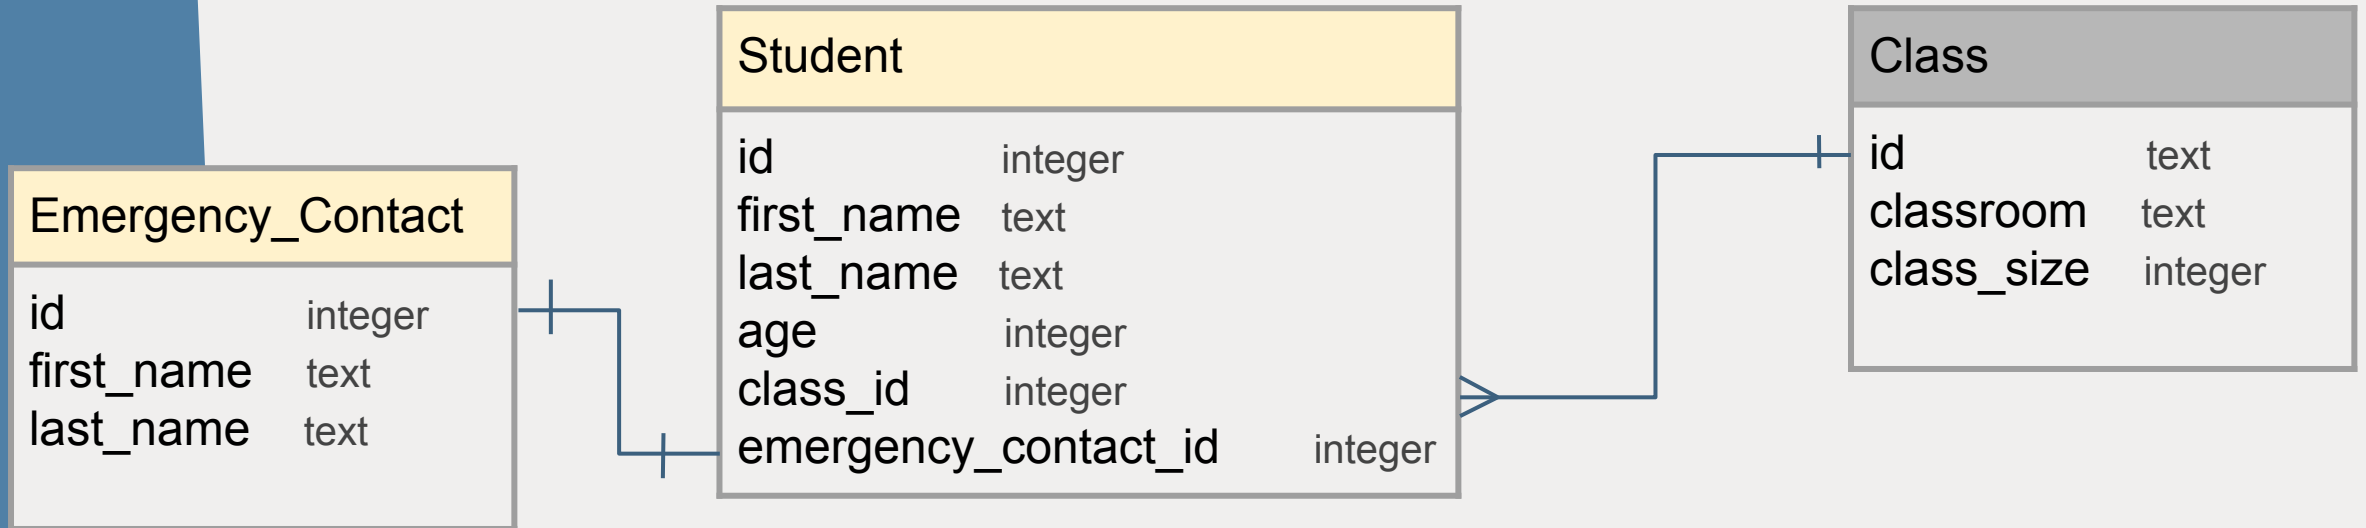 Emergency_Contact
id integer
first_name text
last_name text
Student
id integer
first_name text
last_name text
age integer
class_id integer
emergency_contact_id integer
Class
id text
classroom text
class_size integer